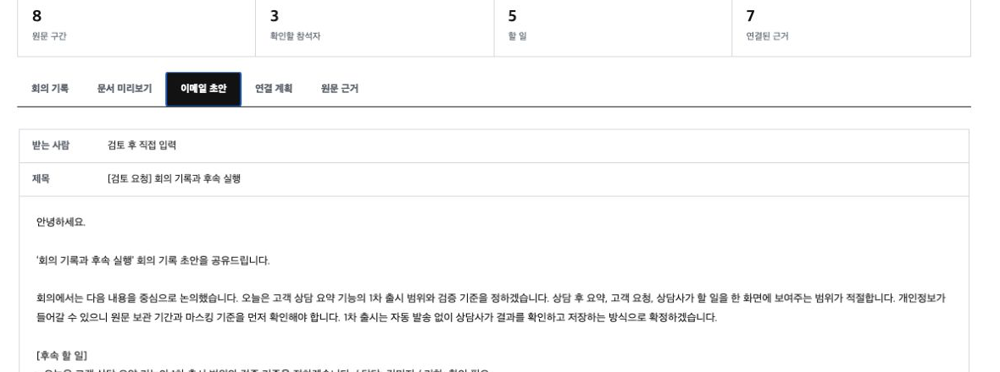 8
3
5
7
원문 구간
확인할 참석자
할 일
연결된 근거
회의 기록
문서 미리보기
이메일 초안
연결 계획
원문 근거
받는 사람
검토 후 직접 입력
제목
[검토 요청] 회의 기록과 후속 실행
안녕하세요.
'회의 기록과 후속 실행' 회의 기록 초안을 공유드립니다.
회의에서는 다음 내용을 중심으로 논의했습니다. 오늘은 고객 상담 요약 기능의 1차 출시 범위와 검증 기준을 정하겠습니다. 상담 후 요약, 고객 요청, 상담사가 할 일을 한 화면에 보여주는 범위가 적절합니다. 개인정보가
들어갈 수 있으니 원문 보관 기간과 마스킹 기준을 먼저 확인해야 합니다. 1차 출시는 자동 발송 없이 상담사가 결과를 확인하고 저장하는 방식으로 확정하겠습니다.
[후속 할 일]